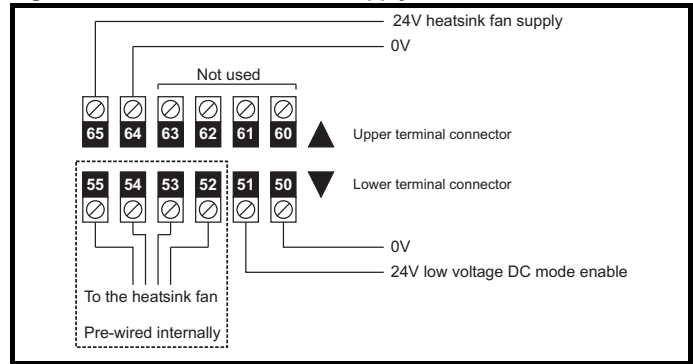 24V heatsink fan supply
0V
Not used
65 64 63 62 61 60
Upper terminal connector
55 54 53 52 51 50
Lower terminal connector
0V
24V low voltage DC mode enable
To the heatsink fan
Pre-wired internally